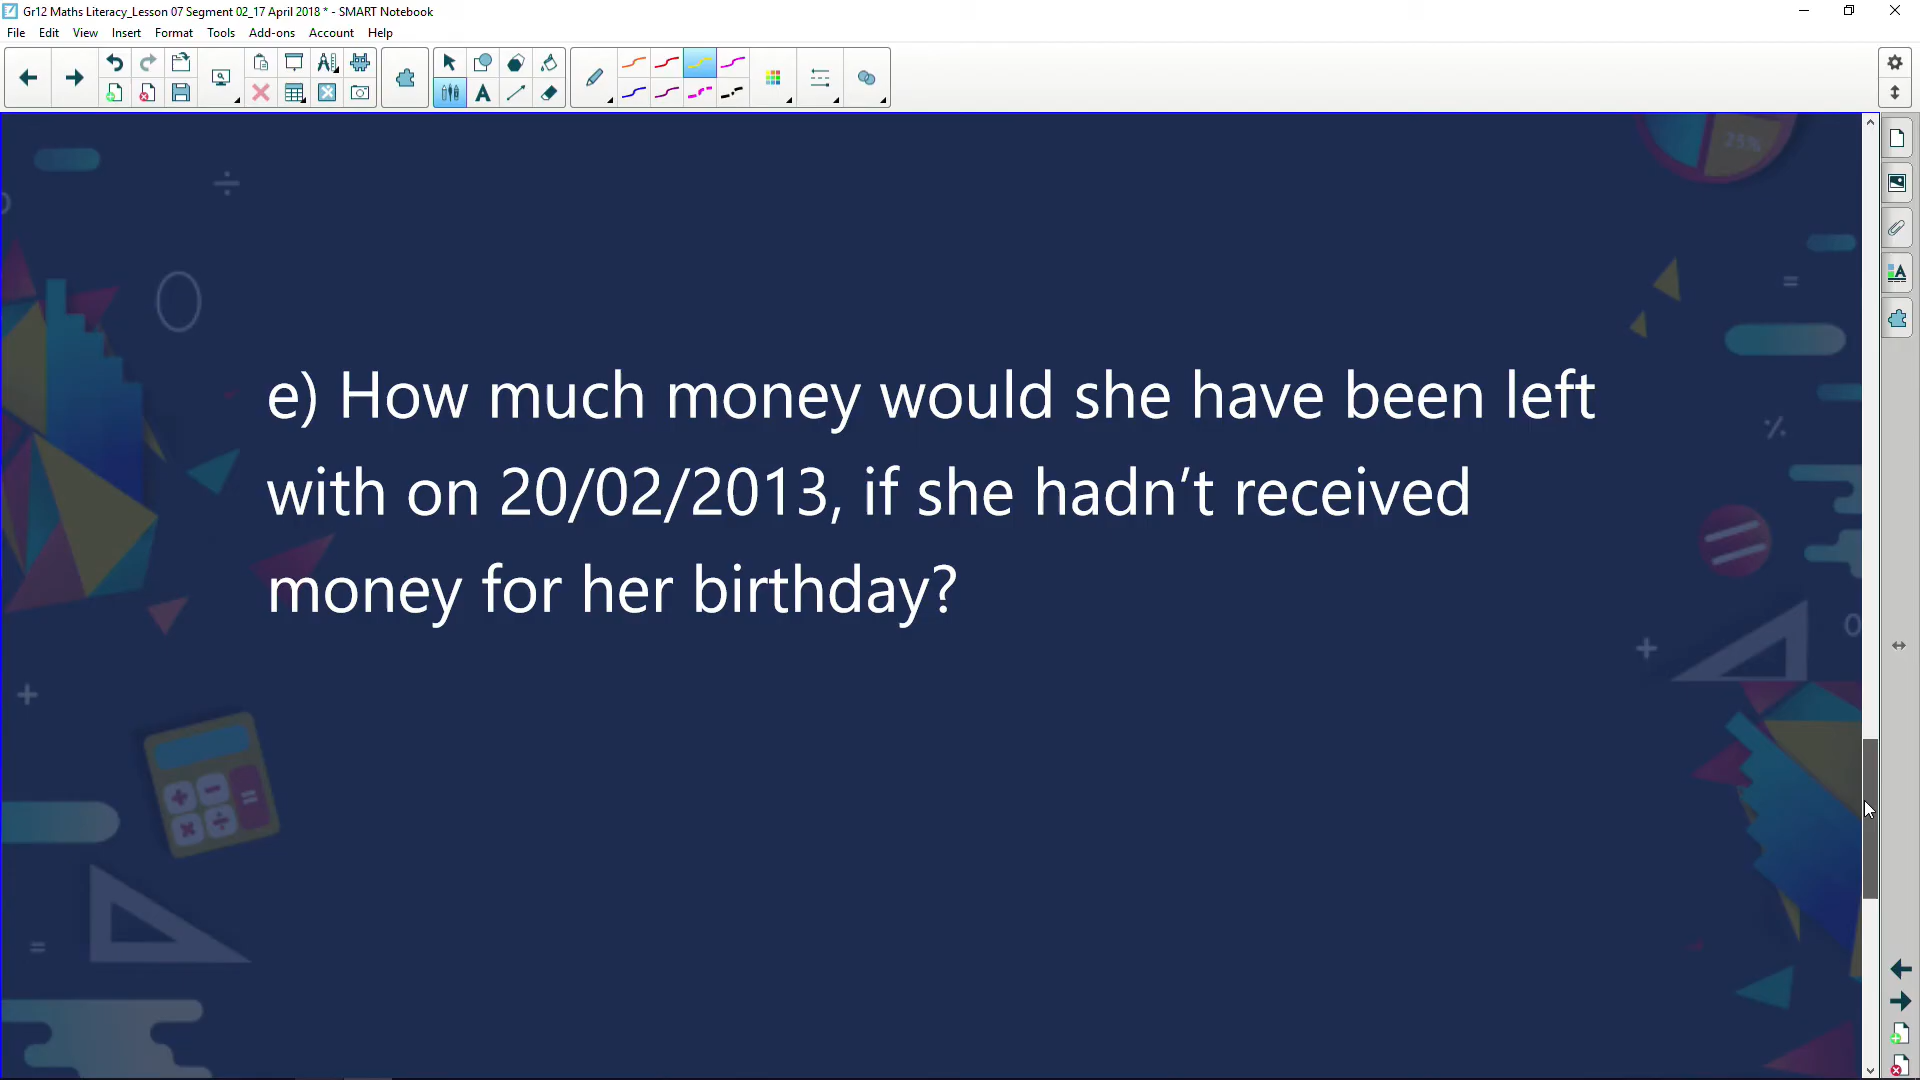 Gr12 Maths Literacy_Lesson 07 Segment 02_17 April 2018 * - SMART Notebook
File Edit View Insert Format Tools Add-ons Account Help
25%
e) How much money would she have been left
with on 20/02/2013, if she hadn’t received
money for her birthday?